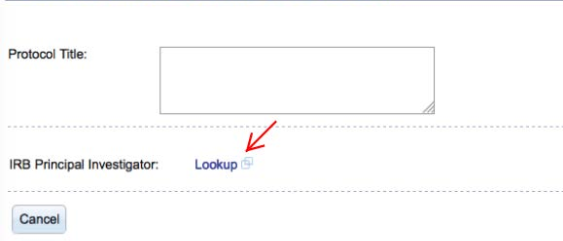 Protocol Title:
IRB Principal Investigator: Lookup
Cancel